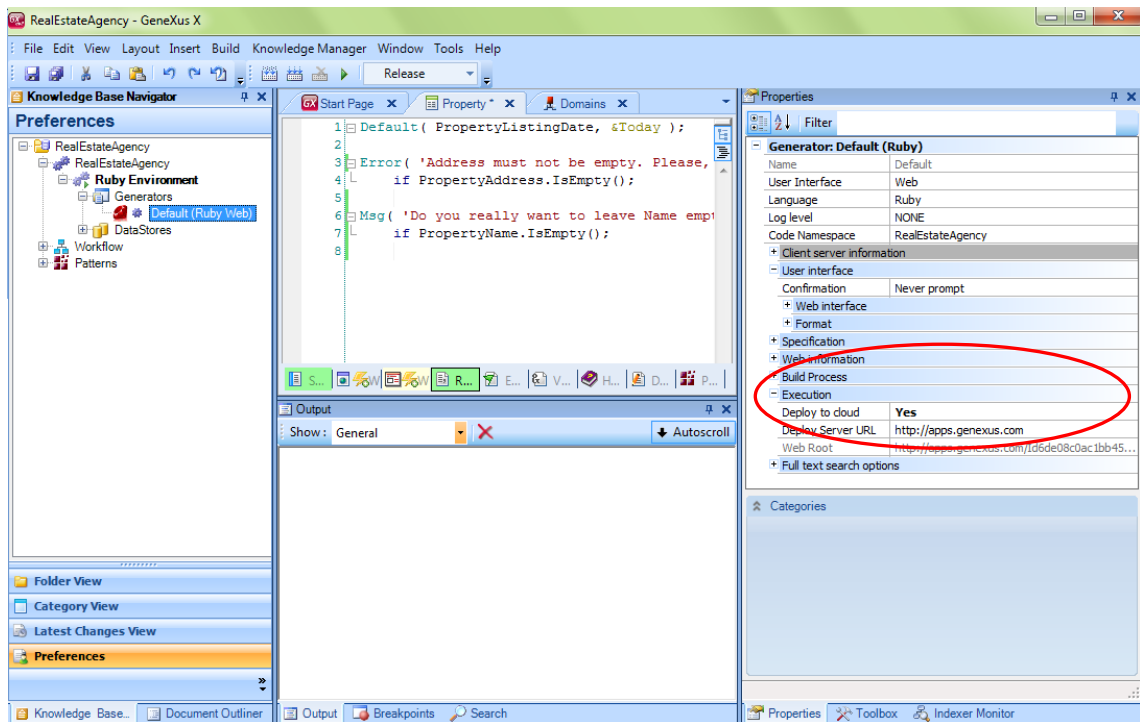 RealEstateAgency - GeneXus X
File Edit View Layout Insert Build Knowledge Manager Window Tools Help
Release
Knowledge Base Navigator
Preferences
RealEstateAgency
RealEstateAgency
Ruby Environment
Generators
Default (Ruby Web)
DataStores
Workflow
Patterns
Folder View
Category View
Latest Changes View
Preferences
Knowledge Base... Document Outliner
Start Page Property * Domains
1 Default( PropertyListingDate, &Today );
2
3 Error( 'Address must not be empty. Please,
4 if PropertyAddress.IsEmpty();
5
6 Msg( 'Do you really want to leave Name empt
7 if PropertyName.IsEmpty();
8
S... W W R... E... V... H... D... P...
Output
Show: General Autoscroll
Output Breakpoints Search
Properties
Filter
Generator: Default (Ruby)
Name Default
User Interface Web
Language Ruby
Log level NONE
Code Namespace RealEstateAgency
Client server information
User interface
Confirmation Never prompt
Web interface
Format
Specification
Web information
Build Process
Execution
Deploy to cloud Yes
Deploy Server URL http://apps.genexus.com
Web Root http://apps.genexus.com/Id6de08c0ac1bb45...
Full text search options
Categories
Properties Toolbox Indexer Monitor